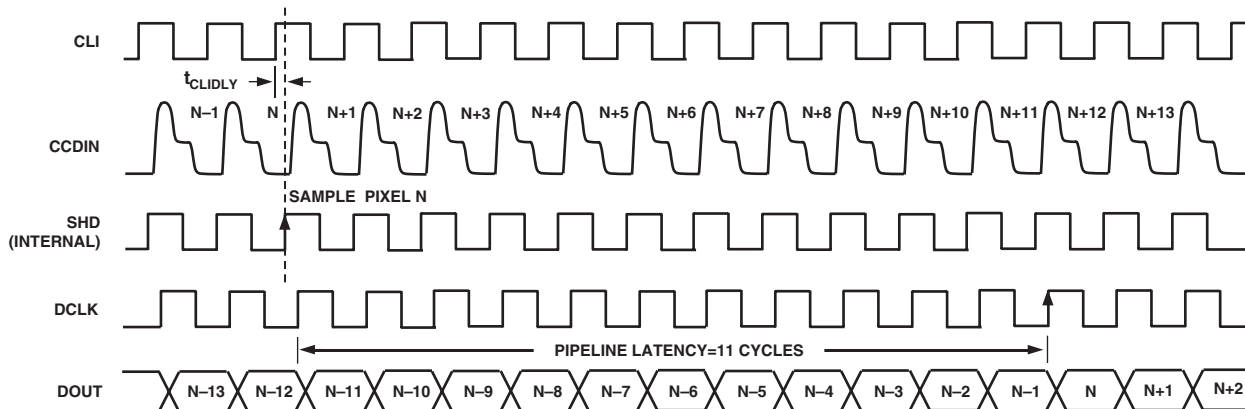 CLI
tCLIDLY
N–1 N N+1 N+2 N+3 N+4 N+5 N+6 N+7 N+8 N+9 N+10 N+11 N+12 N+13
CCDIN
SAMPLE PIXEL N
SHD
(INTERNAL)
DCLK
PIPELINE LATENCY=11 CYCLES
DOUT N–13 N–12 N–11 N–10 N–9 N–8 N–7 N–6 N–5 N–4 N–3 N–2 N–1 N N+1 N+2